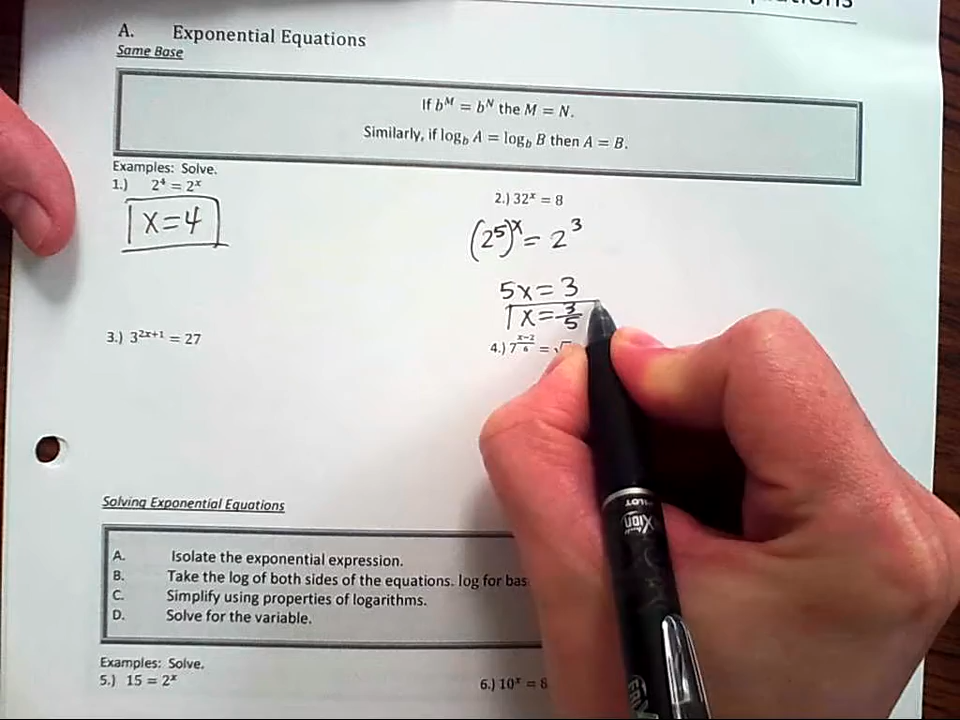 A. Exponential Equations
Same Base
If b^M = b^N the M = N.
Similarly, if log_b A = log_b B then A = B.
Examples: Solve.
1.) 2^4 = 2^x
x = 4
2.) 32^x = 8
(2^5)^x = 2^3
5x = 3
x = 3/5
3.) 3^{2x+1} = 27
4.) 7^{\frac{x-2}{6}} = √
Solving Exponential Equations
A. Isolate the exponential expression.
B. Take the log of both sides of the equations. log for bas
C. Simplify using properties of logarithms.
D. Solve for the variable.
Examples: Solve.
5.) 15 = 2^x
6.) 10^x = 8
PILOT